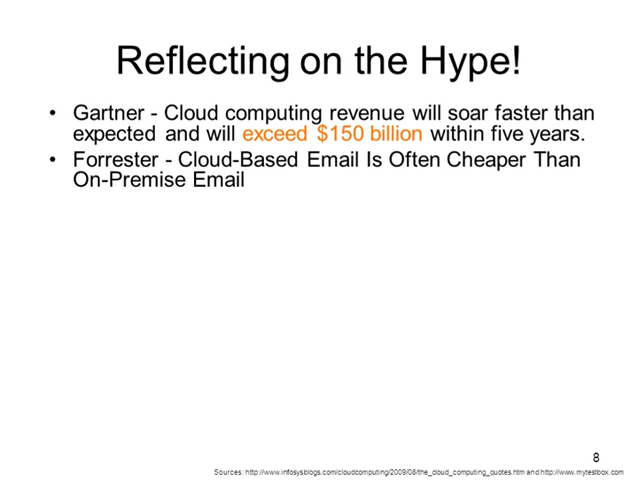 Reflecting on the Hype!
• Gartner - Cloud computing revenue will soar faster than
expected and will exceed $150 billion within five years.
• Forrester - Cloud-Based Email Is Often Cheaper Than
On-Premise Email
8
Sources: http://www.infosysblogs.com/cloudcomputing/2009/08/the_cloud_computing_quotes.htm and http://www.mytestbox.com